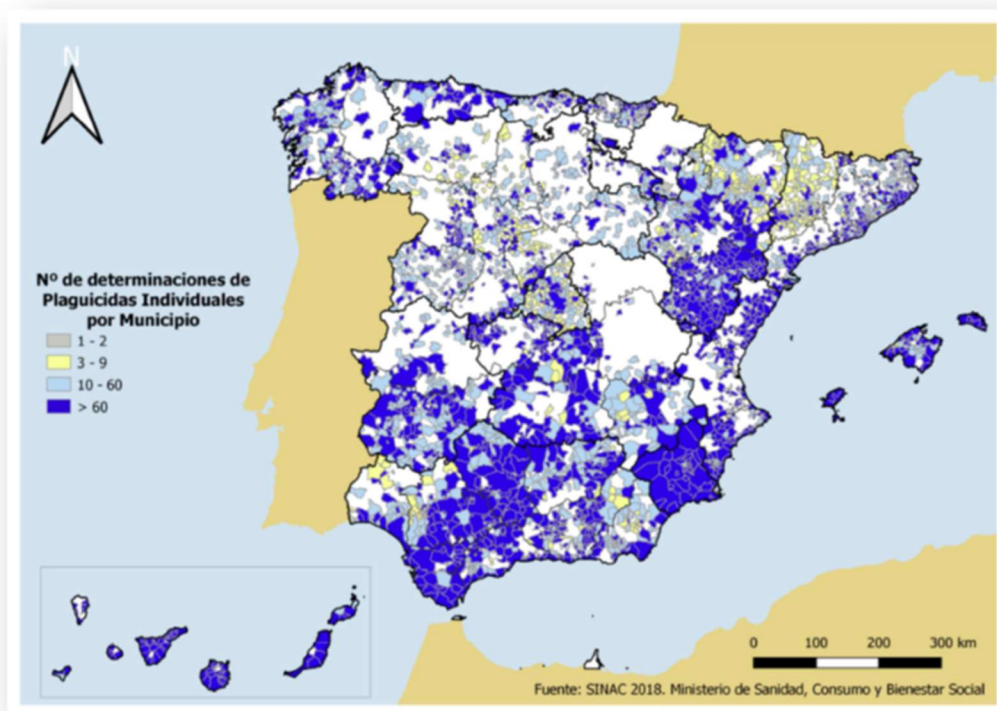 N
Nº de determinaciones de
Plaguicidas Individuales
por Municipio
1 - 2
3 - 9
10 - 60
> 60
0 100 200 300 km
Fuente: SINAC 2018. Ministerio de Sanidad, Consumo y Bienestar Social